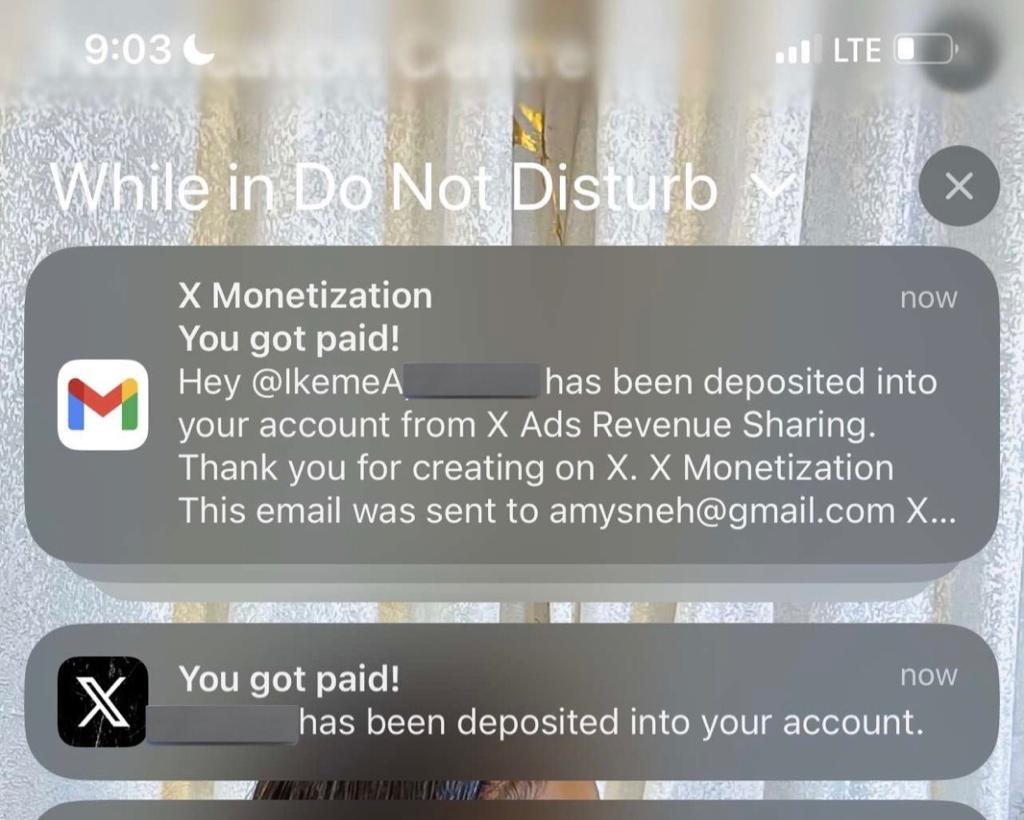 9:03
LTE
Notification Centre
While in Do Not Disturb
X Monetization
now
You got paid!
Hey @IkemeA has been deposited into
your account from X Ads Revenue Sharing.
Thank you for creating on X. X Monetization
This email was sent to amysneh@gmail.com X...
You got paid!
now
has been deposited into your account.